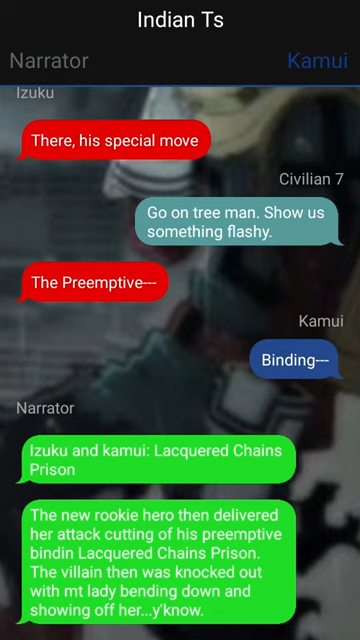 Indian Ts
Narrator
Kamui
Izuku
There, his special move
Civilian 7
Go on tree man. Show us
something flashy.
The Preemptive---
Kamui
Binding---
Narrator
Izuku and kamui: Lacquered Chains
Prison
The new rookie hero then delivered
her attack cutting of his preemptive
bindin Lacquered Chains Prison.
The villain then was knocked out
with mt lady bending down and
showing off her...y'know.